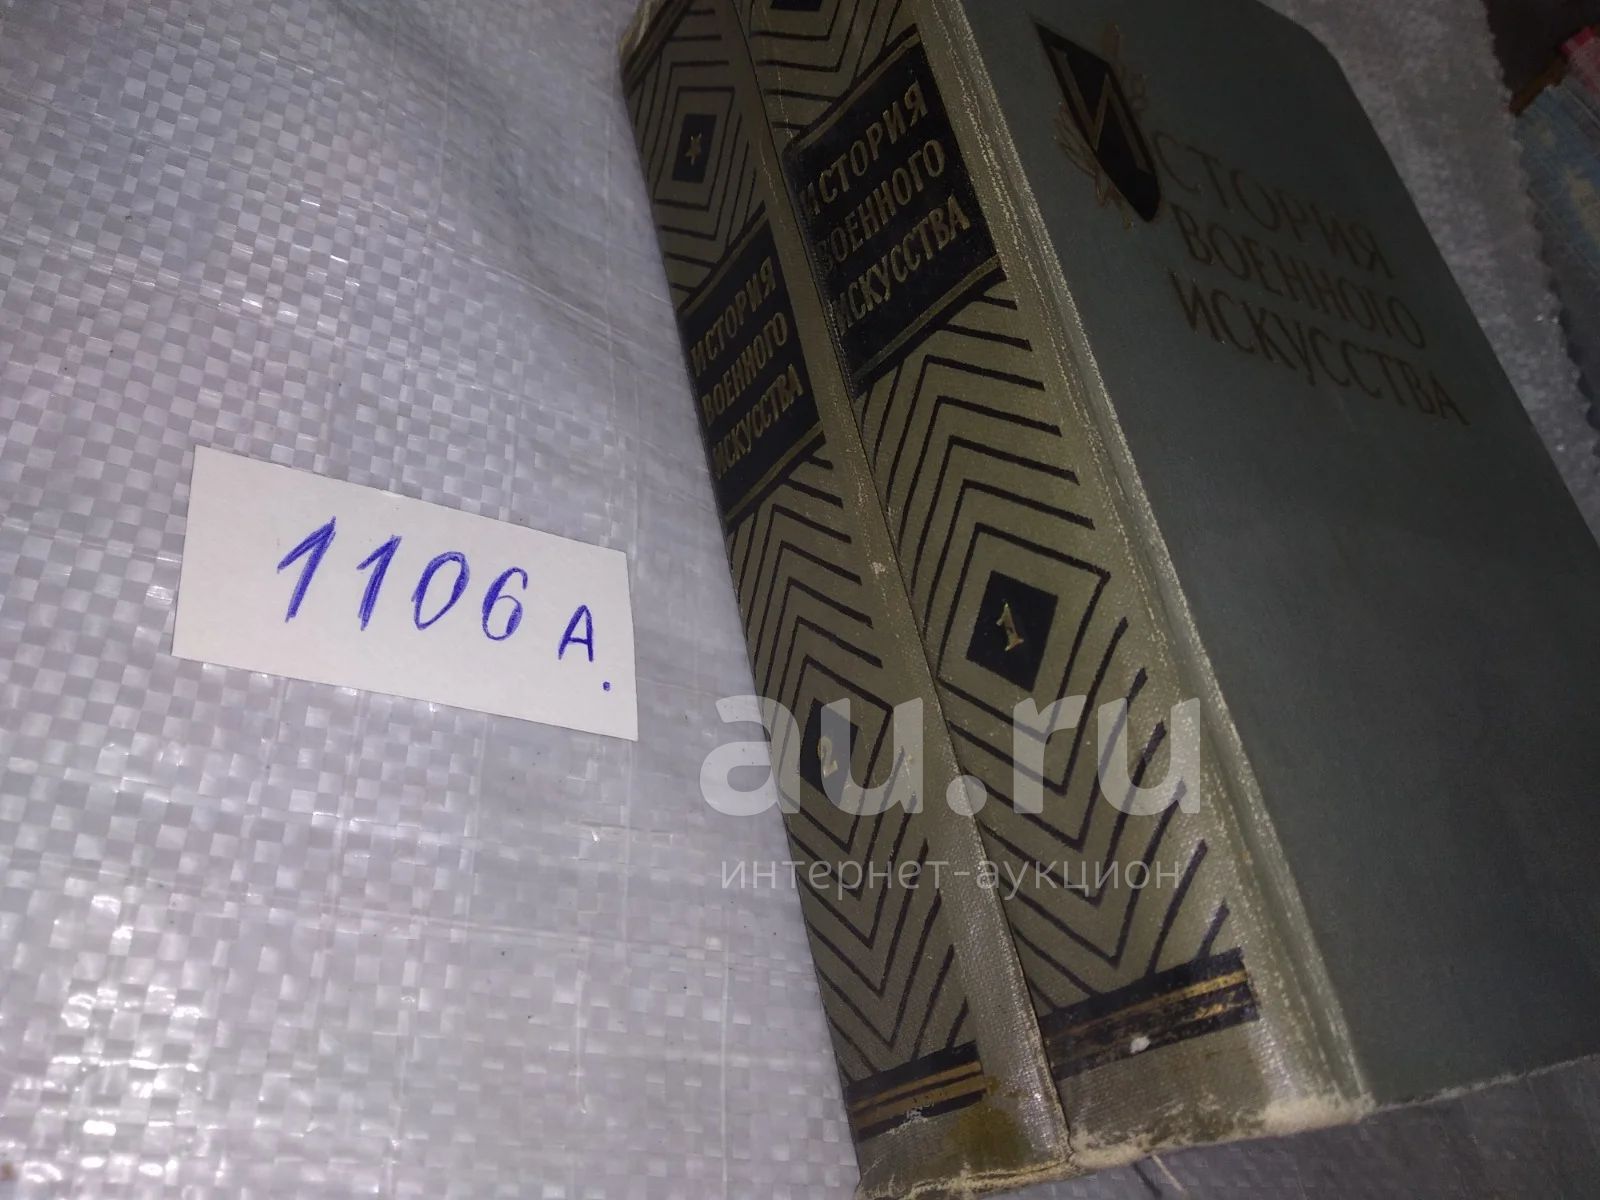 1106 А.
ИСТОРИЯ
ВОЕННОГО
ИСКУССТВА
2
ИСТОРИЯ
ВОЕННОГО
ИСКУССТВА
1
ИСТОРИЯ
ВОЕННОГО
ИСКУССТВА
au.ru
интернет-аукцион